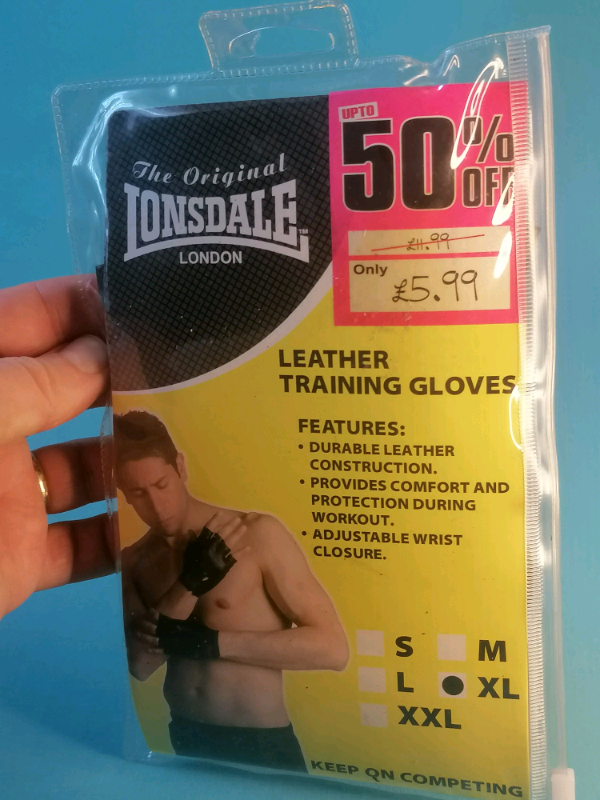 The Original
LONSDALE™
LONDON
UPTO
50%
OFF
£11.99
Only
£5.99
LEATHER
TRAINING GLOVES
FEATURES:
• DURABLE LEATHER
CONSTRUCTION.
• PROVIDES COMFORT AND
PROTECTION DURING
WORKOUT.
• ADJUSTABLE WRIST
CLOSURE.
S M
L XL
XXL
KEEP ON COMPETING